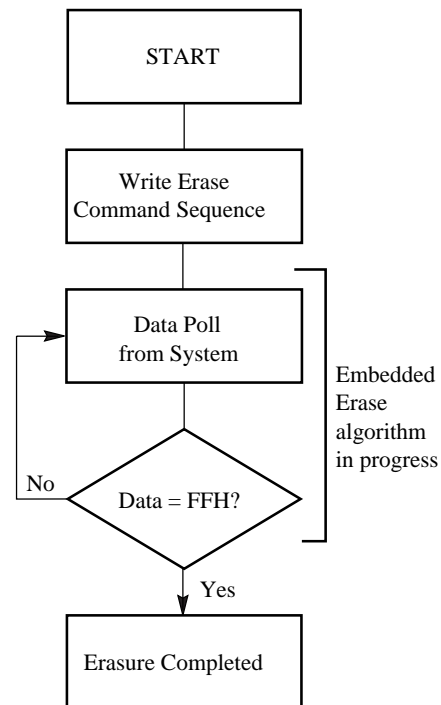 START
Write Erase
Command Sequence
Data Poll
from System
Embedded
Erase
algorithm
in progress
No
Data = FFH?
Yes
Erasure Completed